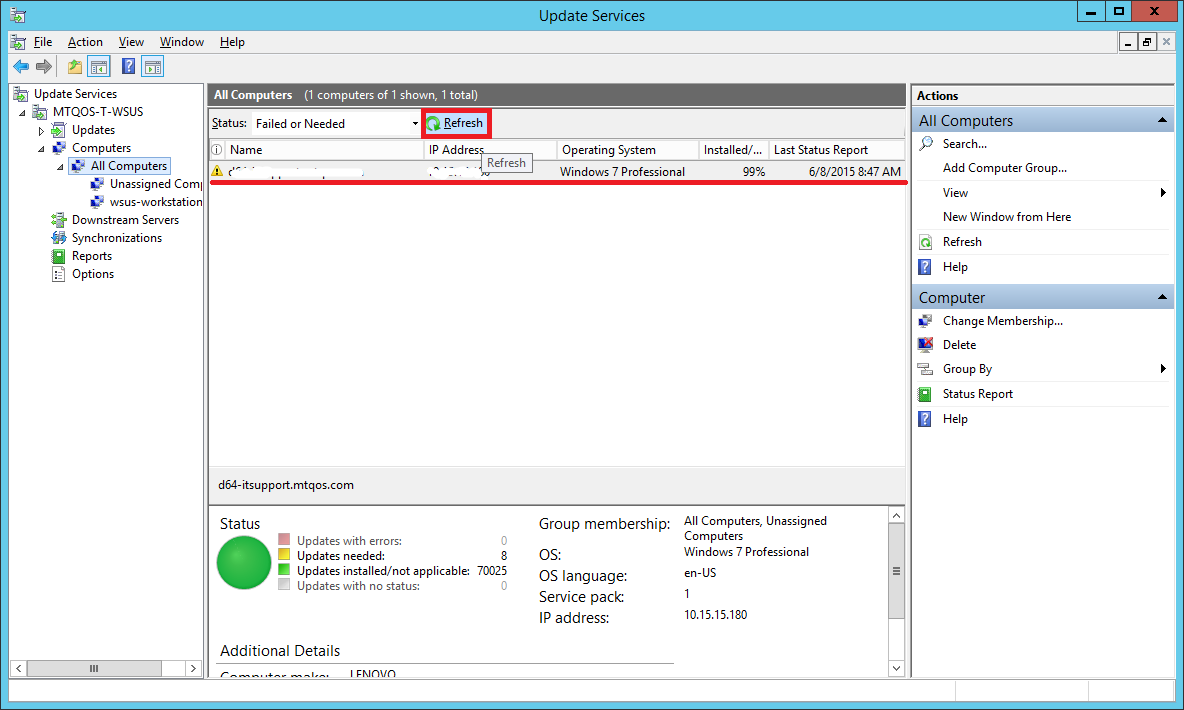 Update Services
File Action View Window Help
Update Services
MTQOS-T-WSUS
Updates
Computers
All Computers
Unassigned Comp
wsus-workstation
Downstream Servers
Synchronizations
Reports
Options
All Computers (1 computers of 1 shown, 1 total)
Status: Failed or Needed Refresh
Name IP Address Operating System Installed/... Last Status Report
Refresh
Windows 7 Professional 99% 6/8/2015 8:47 AM
d64-itsupport.mtqos.com
Status
Updates with errors: 0
Updates needed: 8
Updates installed/not applicable: 70025
Updates with no status: 0
Group membership: All Computers, Unassigned
Computers
OS: Windows 7 Professional
OS language: en-US
Service pack: 1
IP address: 10.15.15.180
Additional Details
Computer make: LENOVO
Actions
All Computers
Search...
Add Computer Group...
View
New Window from Here
Refresh
Help
Computer
Change Membership...
Delete
Group By
Status Report
Help